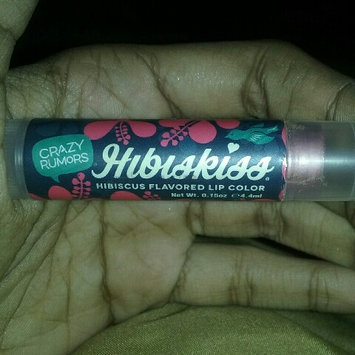 CRAZY
RUMORS
Hibiskiss®
HIBISCUS FLAVORED LIP COLOR
Net Wt. 0.15oz ℮4.4ml